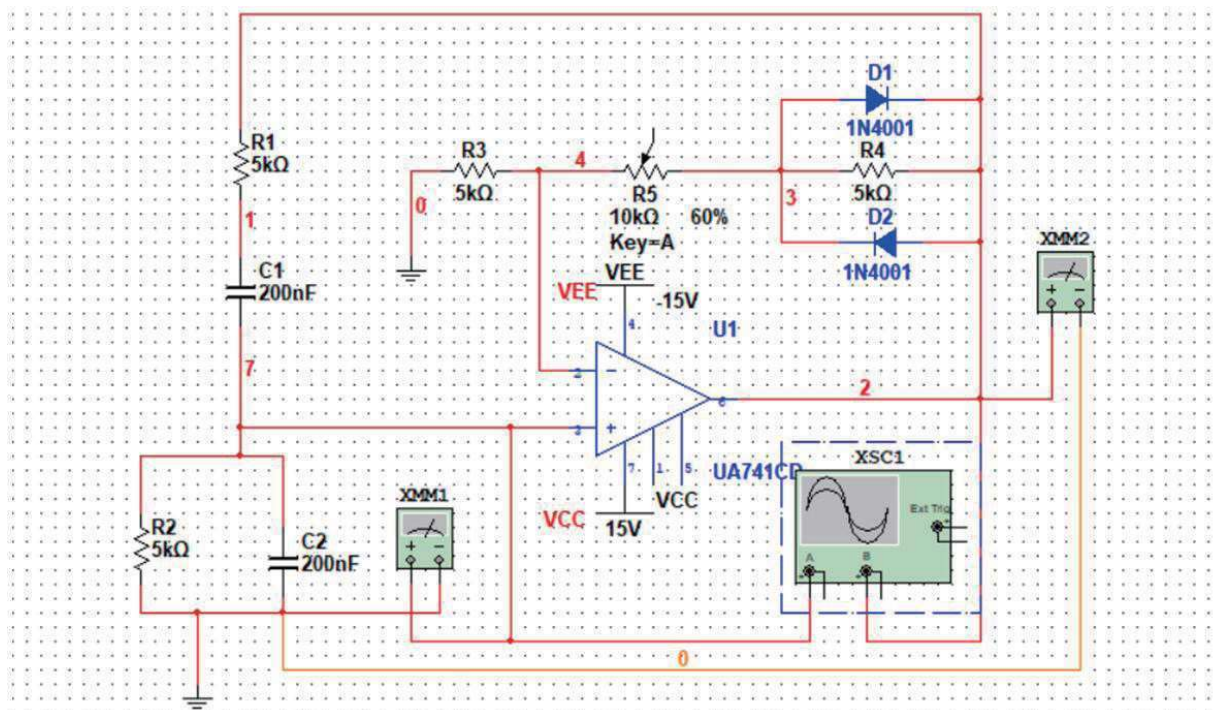 D1
1N4001
R1
5kΩ
R3
5kΩ
4
R5
10kΩ 60%
Key=A
R4
5kΩ
3
D2
1N4001
0
1
C1
200nF
VEE
VEE
-15V
4
U1
XMM2
+ -
7
2
-
2
6
3
+
7
1
5
UA741CD
VCC
VCC
15V
XSC1
Ext Trig
+
A
B
+
+
XMM1
+ -
R2
5kΩ
C2
200nF
0